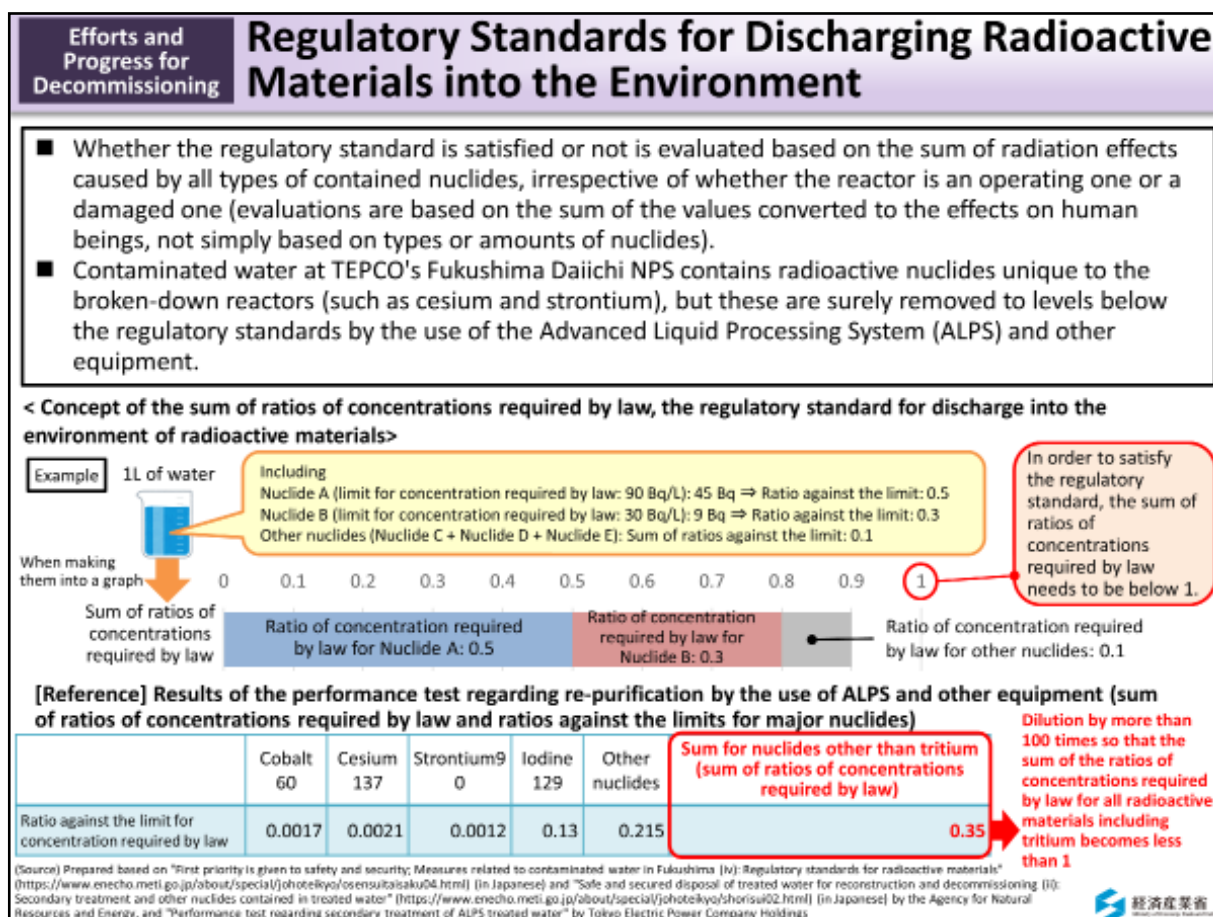 Efforts and
Progress for
Decommissioning
Regulatory Standards for Discharging Radioactive
Materials into the Environment
■ Whether the regulatory standard is satisfied or not is evaluated based on the sum of radiation effects
caused by all types of contained nuclides, irrespective of whether the reactor is an operating one or a
damaged one (evaluations are based on the sum of the values converted to the effects on human
beings, not simply based on types or amounts of nuclides).
■ Contaminated water at TEPCO's Fukushima Daiichi NPS contains radioactive nuclides unique to the
broken-down reactors (such as cesium and strontium), but these are surely removed to levels below
the regulatory standards by the use of the Advanced Liquid Processing System (ALPS) and other
equipment.
< Concept of the sum of ratios of concentrations required by law, the regulatory standard for discharge into the
environment of radioactive materials>
Example
1L of water
Including
Nuclide A (limit for concentration required by law: 90 Bq/L): 45 Bq ⇒ Ratio against the limit: 0.5
Nuclide B (limit for concentration required by law: 30 Bq/L): 9 Bq ⇒ Ratio against the limit: 0.3
Other nuclides (Nuclide C + Nuclide D + Nuclide E): Sum of ratios against the limit: 0.1
In order to satisfy
the regulatory
standard, the sum of
ratios of
concentrations
required by law
needs to be below 1.
When making
them into a graph
0 0.1 0.2 0.3 0.4 0.5 0.6 0.7 0.8 0.9 1
Sum of ratios of
concentrations
required by law
Ratio of concentration required
by law for Nuclide A: 0.5
Ratio of concentration
required by law for
Nuclide B: 0.3
Ratio of concentration required
by law for other nuclides: 0.1
[Reference] Results of the performance test regarding re-purification by the use of ALPS and other equipment (sum
of ratios of concentrations required by law and ratios against the limits for major nuclides)
Cobalt
60
Cesium
137
Strontium9
0
Iodine
129
Other
nuclides
Sum for nuclides other than tritium
(sum of ratios of concentrations
required by law)
Ratio against the limit for
concentration required by law
0.0017 0.0021 0.0012 0.13 0.215 0.35
Dilution by more than
100 times so that the
sum of the ratios of
concentrations required
by law for all radioactive
materials including
tritium becomes less
than 1
(Source) Prepared based on "First priority is given to safety and security; Measures related to contaminated water in Fukushima (iv): Regulatory standards for radioactive materials"
(https://www.enecho.meti.go.jp/about/special/johoteikyo/osensuitaisaku04.html) (in Japanese) and "Safe and secured disposal of treated water for reconstruction and decommissioning (ii):
Secondary treatment and other nuclides contained in treated water" (https://www.enecho.meti.go.jp/about/special/johoteikyo/shorisui02.html) (in Japanese) by the Agency for Natural
Resources and Energy, and "Performance test regarding secondary treatment of ALPS treated water" by Tokyo Electric Power Company Holdings
経済産業省